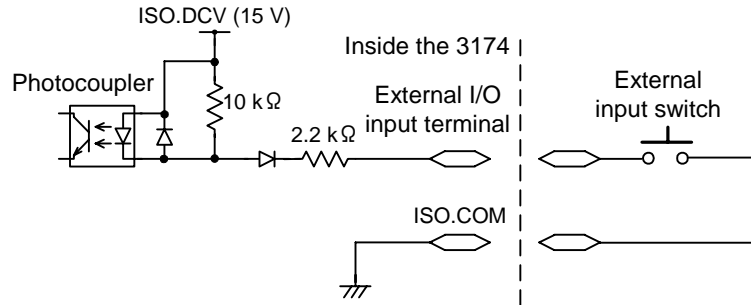 ISO.DCV (15 V)
Inside the 3174
Photocoupler
10 kΩ
External I/O
input terminal
External
input switch
2.2 kΩ
ISO.COM